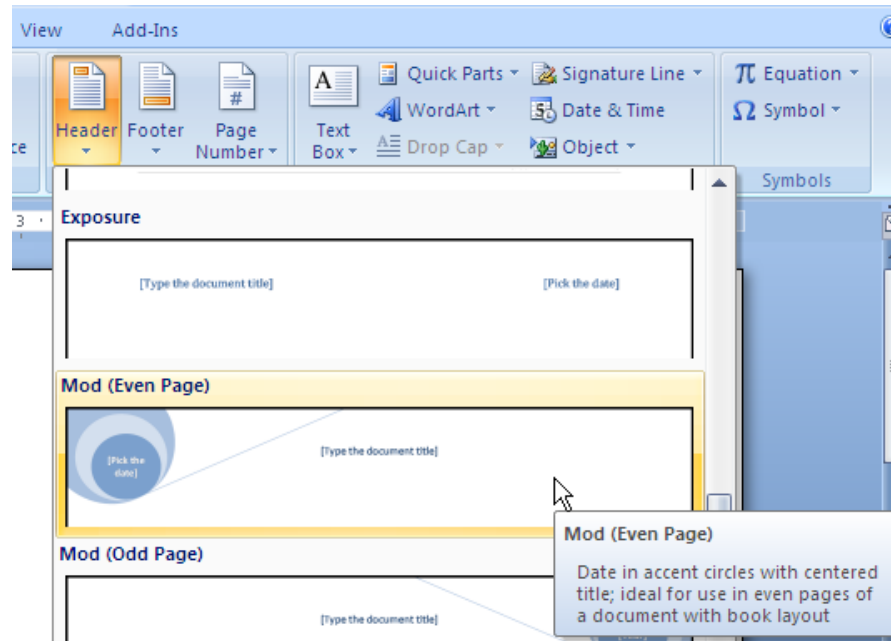 View Add-Ins
Header Footer Page Number Text Box Quick Parts Signature Line Equation
WordArt Date & Time Symbol
Drop Cap Object
Symbols
3
Exposure
[Type the document title] [Pick the date]
Mod (Even Page)
[Pick the
date]
[Type the document title]
Mod (Even Page)
Date in accent circles with centered
title; ideal for use in even pages of
a document with book layout
Mod (Odd Page)
[Type the document title]